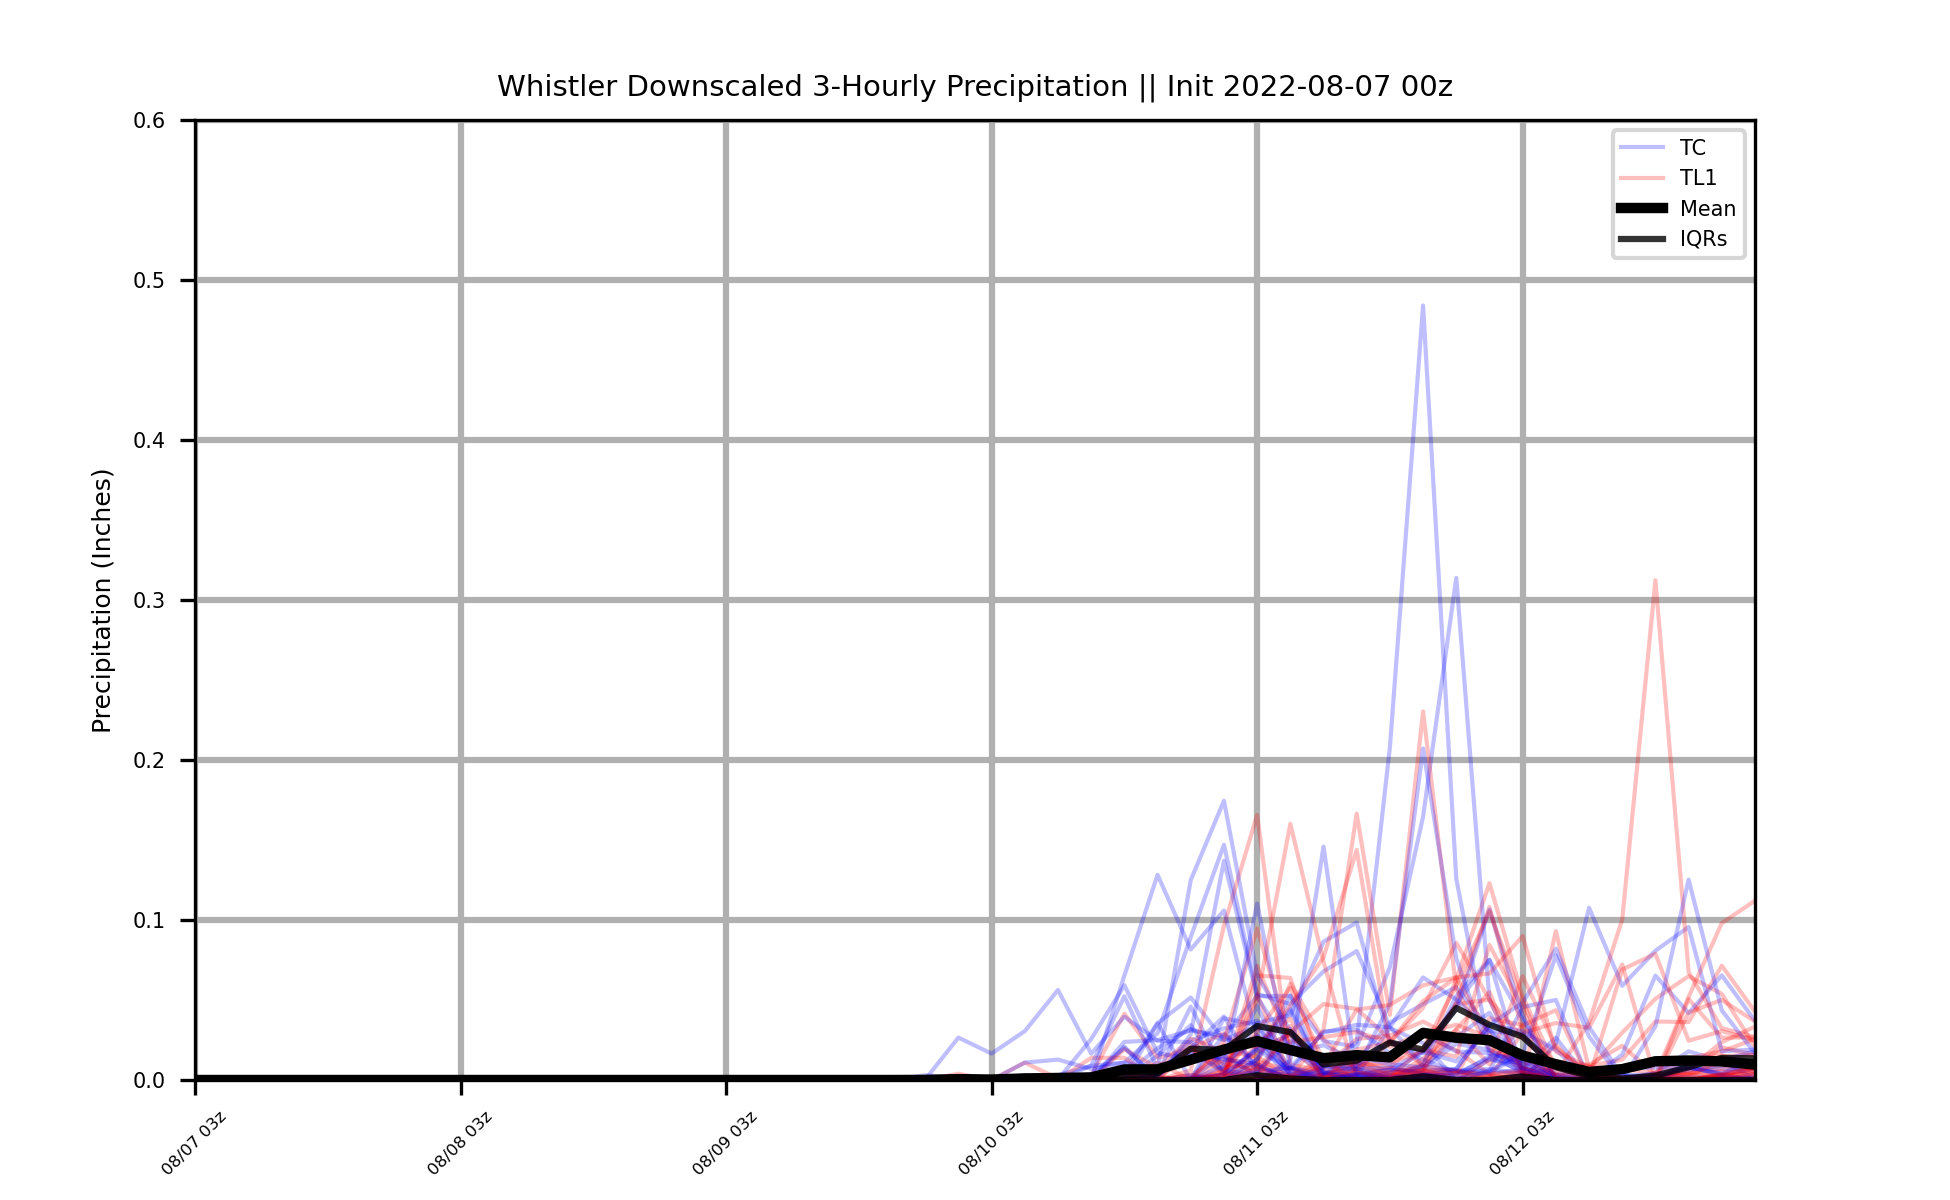 Whistler Downscaled 3-Hourly Precipitation || Init 2022-08-07 00z
TC
TL1
Mean
IQRs
Precipitation (Inches)
0.6
0.5
0.4
0.3
0.2
0.1
0.0
08/07 03z
08/08 03z
08/09 03z
08/10 03z
08/11 03z
08/12 03z